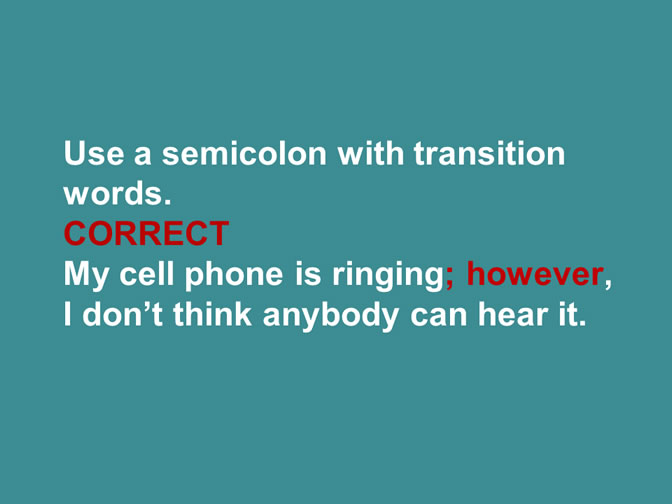 Use a semicolon with transition
words.
CORRECT
My cell phone is ringing; however,
I don’t think anybody can hear it.